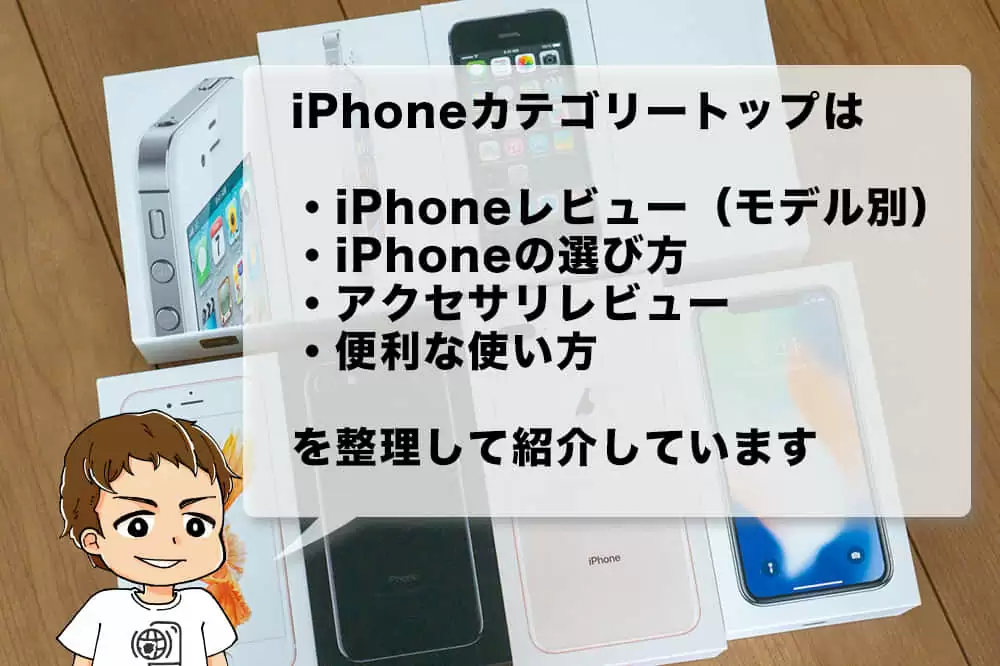 iPhoneカテゴリートップは
・iPhoneレビュー（モデル別）
・iPhoneの選び方
・アクセサリレビュー
・便利な使い方
を整理して紹介しています
iPhone
iPhone